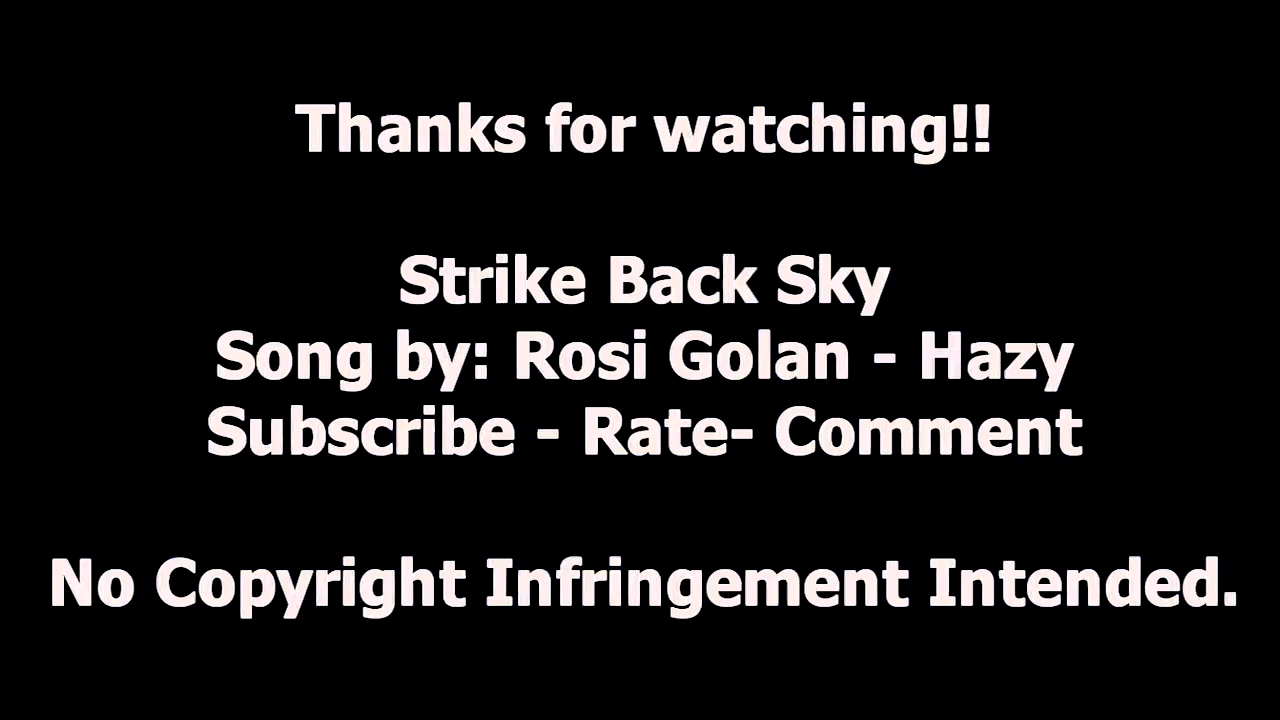 Thanks for watching!!
Strike Back Sky
Song by: Rosi Golan - Hazy
Subscribe - Rate- Comment
No Copyright Infringement Intended.